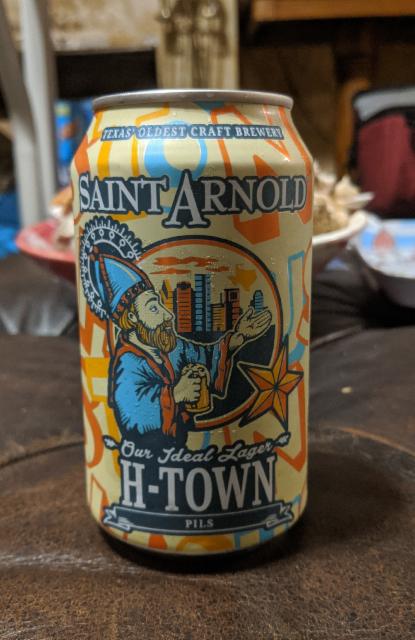 TEXAS' OLDEST CRAFT BREWERY
SAINT ARNOLD
Our Ideal Lager
H-TOWN
PILS